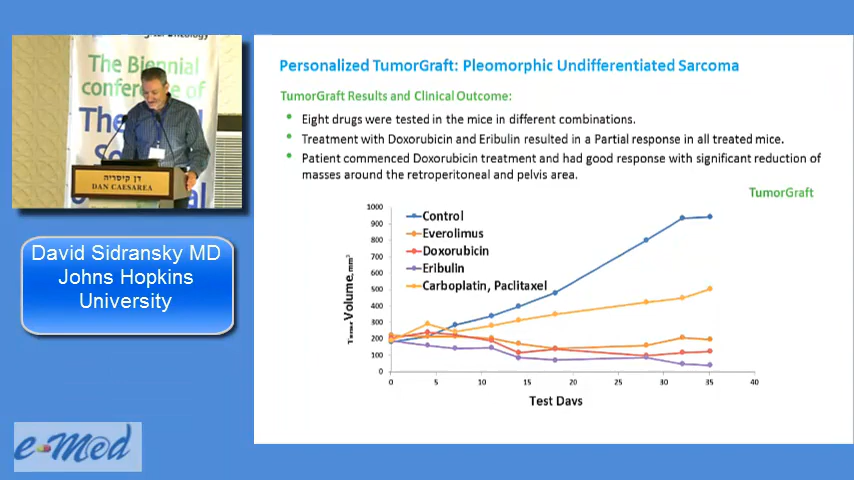 The Biennial
conference of
The
So
דן קיסריה
DAN CAESAREA
David Sidransky MD
Johns Hopkins
University
e-Med
Personalized TumorGraft: Pleomorphic Undifferentiated Sarcoma
TumorGraft Results and Clinical Outcome:
• Eight drugs were tested in the mice in different combinations.
• Treatment with Doxorubicin and Eribulin resulted in a Partial response in all treated mice.
• Patient commenced Doxorubicin treatment and had good response with significant reduction of
masses around the retroperitoneal and pelvis area.
TumorGraft
Control
Everolimus
Doxorubicin
Eribulin
Carboplatin, Paclitaxel
Tumor Volume, mm³
1000
900
800
700
600
500
400
300
200
100
0
0 5 10 15 20 25 30 35 40
Test Days